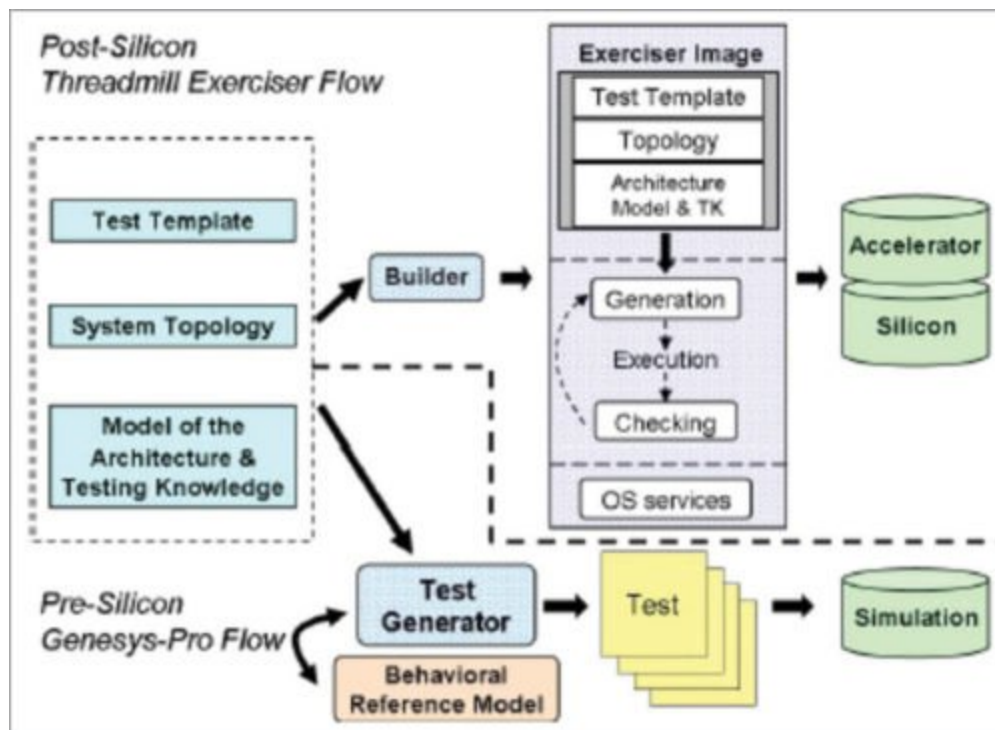 Post-Silicon
Threadmill Exerciser Flow
Test Template
System Topology
Model of the
Architecture &
Testing Knowledge
Builder
Exerciser Image
Test Template
Topology
Architecture
Model & TK
Generation
Execution
Checking
OS services
Accelerator
Silicon
Pre-Silicon
Genesys-Pro Flow
Test
Generator
Behavioral
Reference Model
Test
Simulation